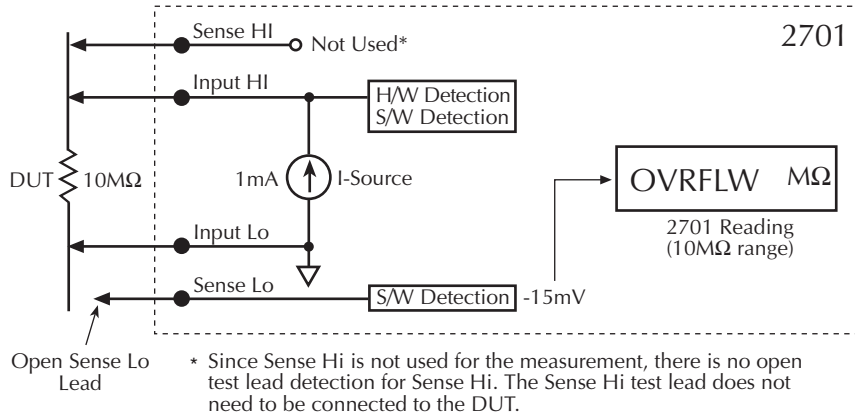 Sense HI
Not Used*
2701
Input HI
H/W Detection
S/W Detection
DUT
10MΩ
1mA
I-Source
OVRFLW MΩ
2701 Reading
(10MΩ range)
Input Lo
Sense Lo
S/W Detection
-15mV
Open Sense Lo
Lead
* Since Sense Hi is not used for the measurement, there is no open
test lead detection for Sense Hi. The Sense Hi test lead does not
need to be connected to the DUT.